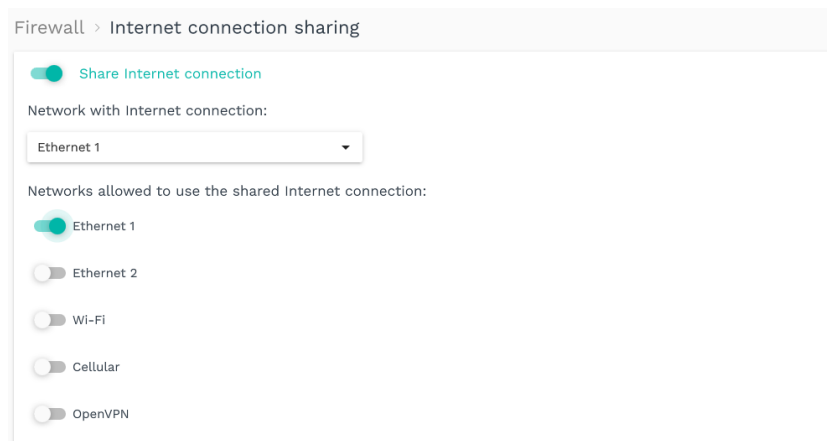 Firewall > Internet connection sharing
Share Internet connection
Network with Internet connection:
Ethernet 1
Networks allowed to use the shared Internet connection:
Ethernet 1
Ethernet 2
Wi-Fi
Cellular
OpenVPN